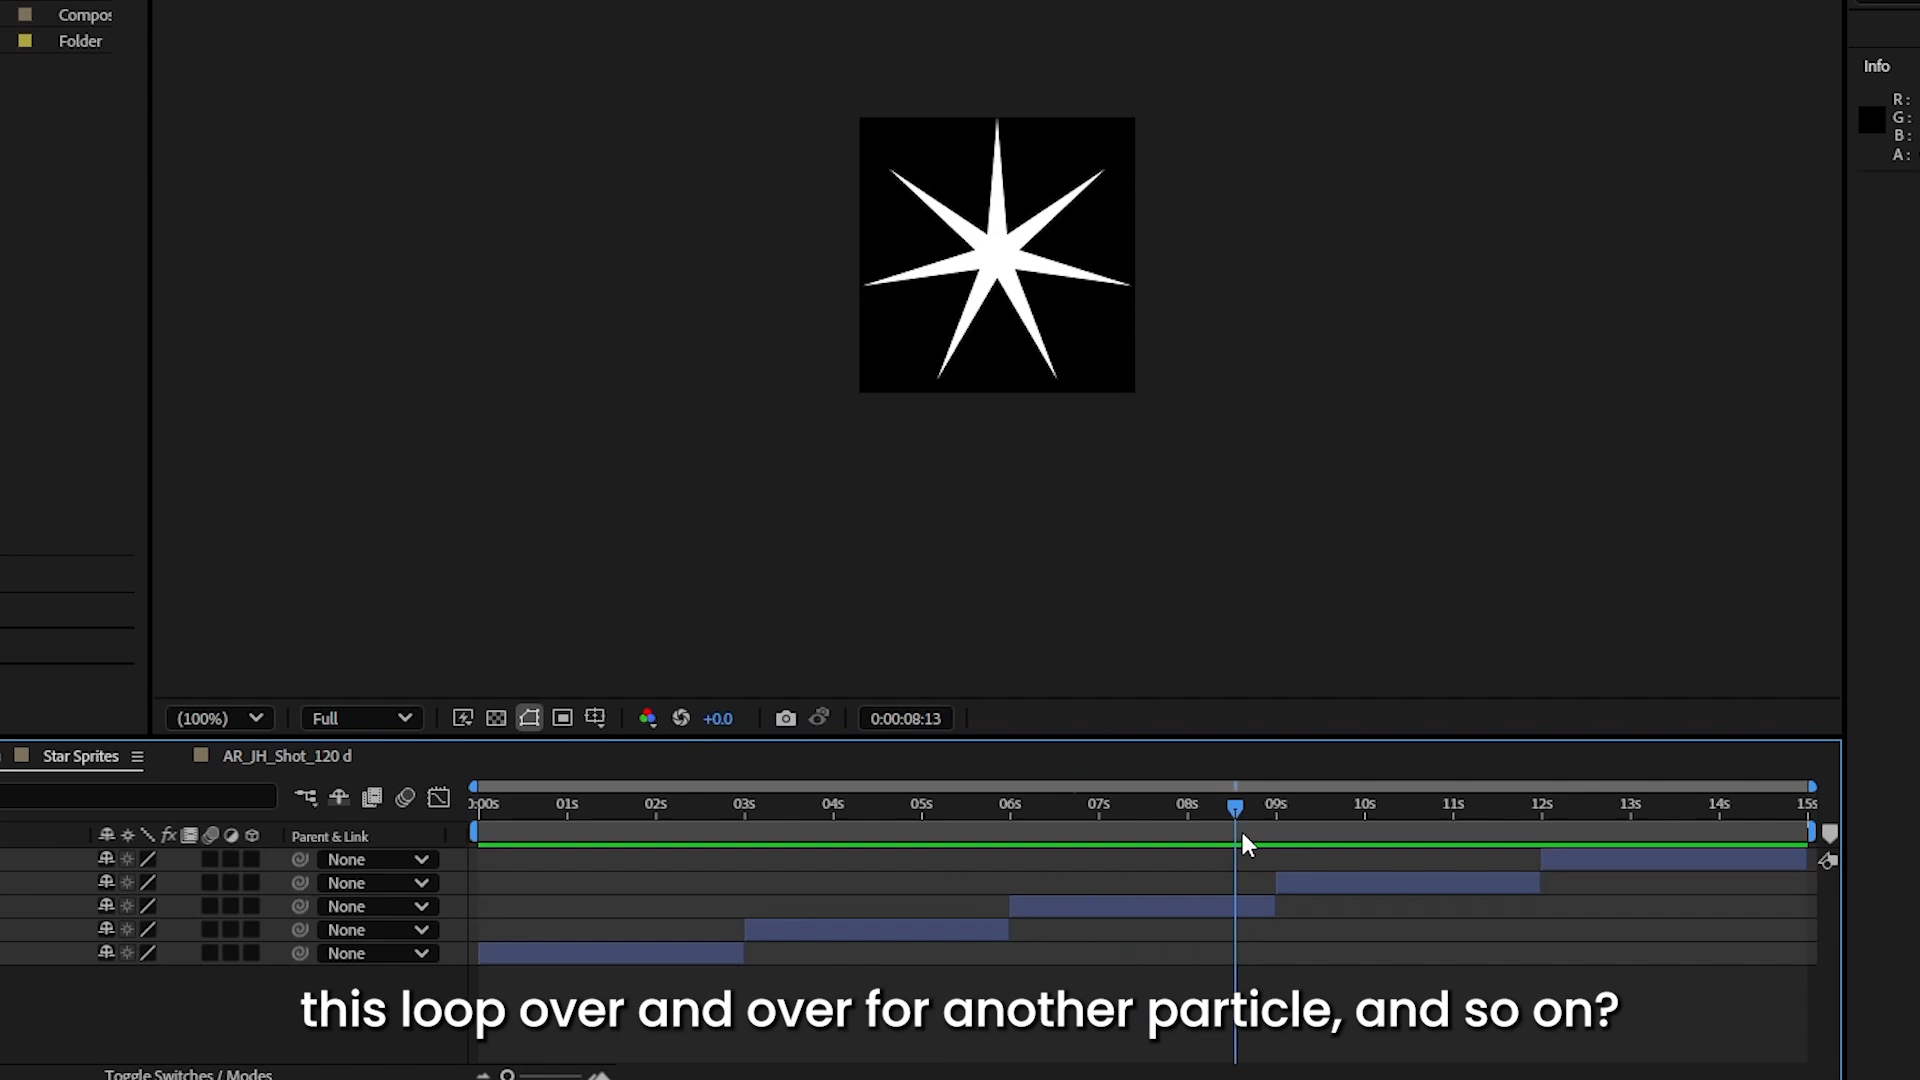 Compos
Folder
Info
R:
G:
B:
A:
(100%)
Full
+0.0
0:00:08:13
Star Sprites
AR_JH_Shot_120 d
0:00s 01s 02s 03s 04s 05s 06s 07s 08s 09s 10s 11s 12s 13s 14s 15s
fx
Parent & Link
None
None
None
None
None
this loop over and over for another particle, and so on?
Toggle Switches / Modes